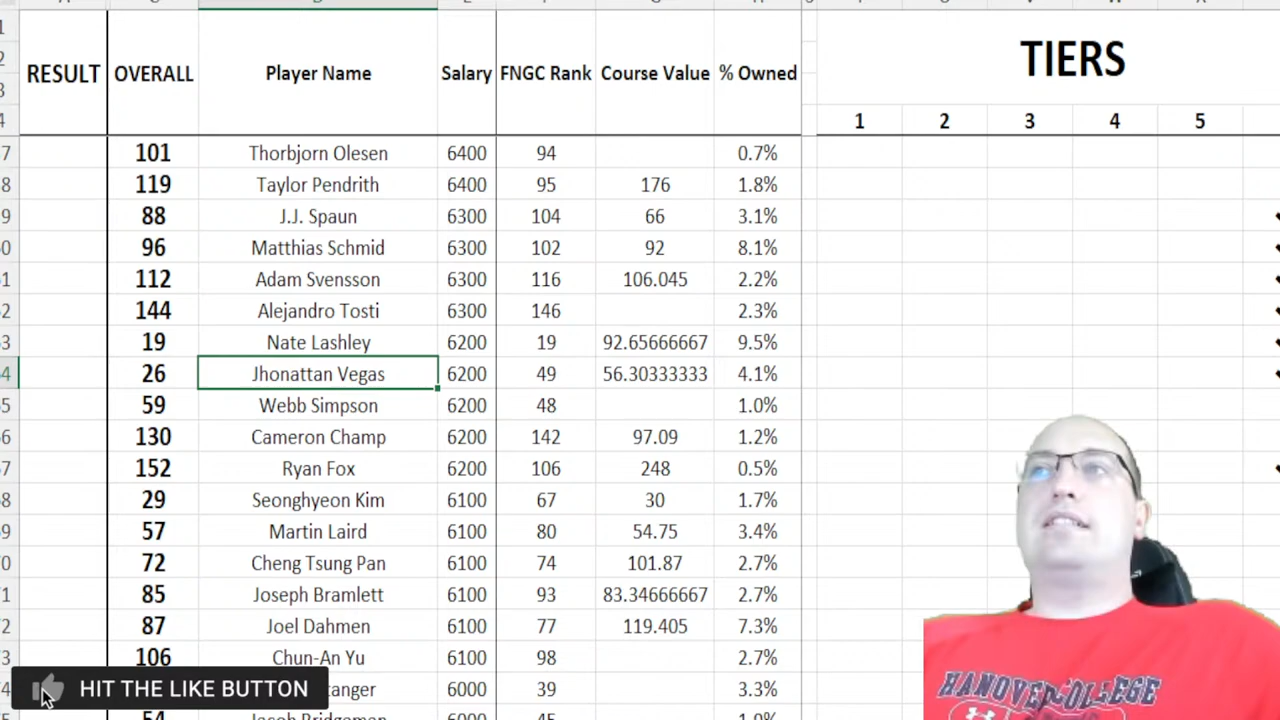 RESULT OVERALL Player Name Salary FNGC Rank Course Value % Owned TIERS
1 2 3 4 5
101 Thorbjorn Olesen 6400 94 0.7%
119 Taylor Pendrith 6400 95 176 1.8%
88 J.J. Spaun 6300 104 66 3.1%
96 Matthias Schmid 6300 102 92 8.1%
112 Adam Svensson 6300 116 106.045 2.2%
144 Alejandro Tosti 6300 146 2.3%
19 Nate Lashley 6200 19 92.65666667 9.5%
26 Jhonattan Vegas 6200 49 56.30333333 4.1%
59 Webb Simpson 6200 48 1.0%
130 Cameron Champ 6200 142 97.09 1.2%
152 Ryan Fox 6200 106 248 0.5%
29 Seonghyeon Kim 6100 67 30 1.7%
57 Martin Laird 6100 80 54.75 3.4%
72 Cheng Tsung Pan 6100 74 101.87 2.7%
85 Joseph Bramlett 6100 93 83.34666667 2.7%
87 Joel Dahmen 6100 77 119.405 7.3%
106 Chun-An Yu 6100 98 2.7%
6000 39 3.3%
HIT THE LIKE BUTTON
HANOVER COLLEGE